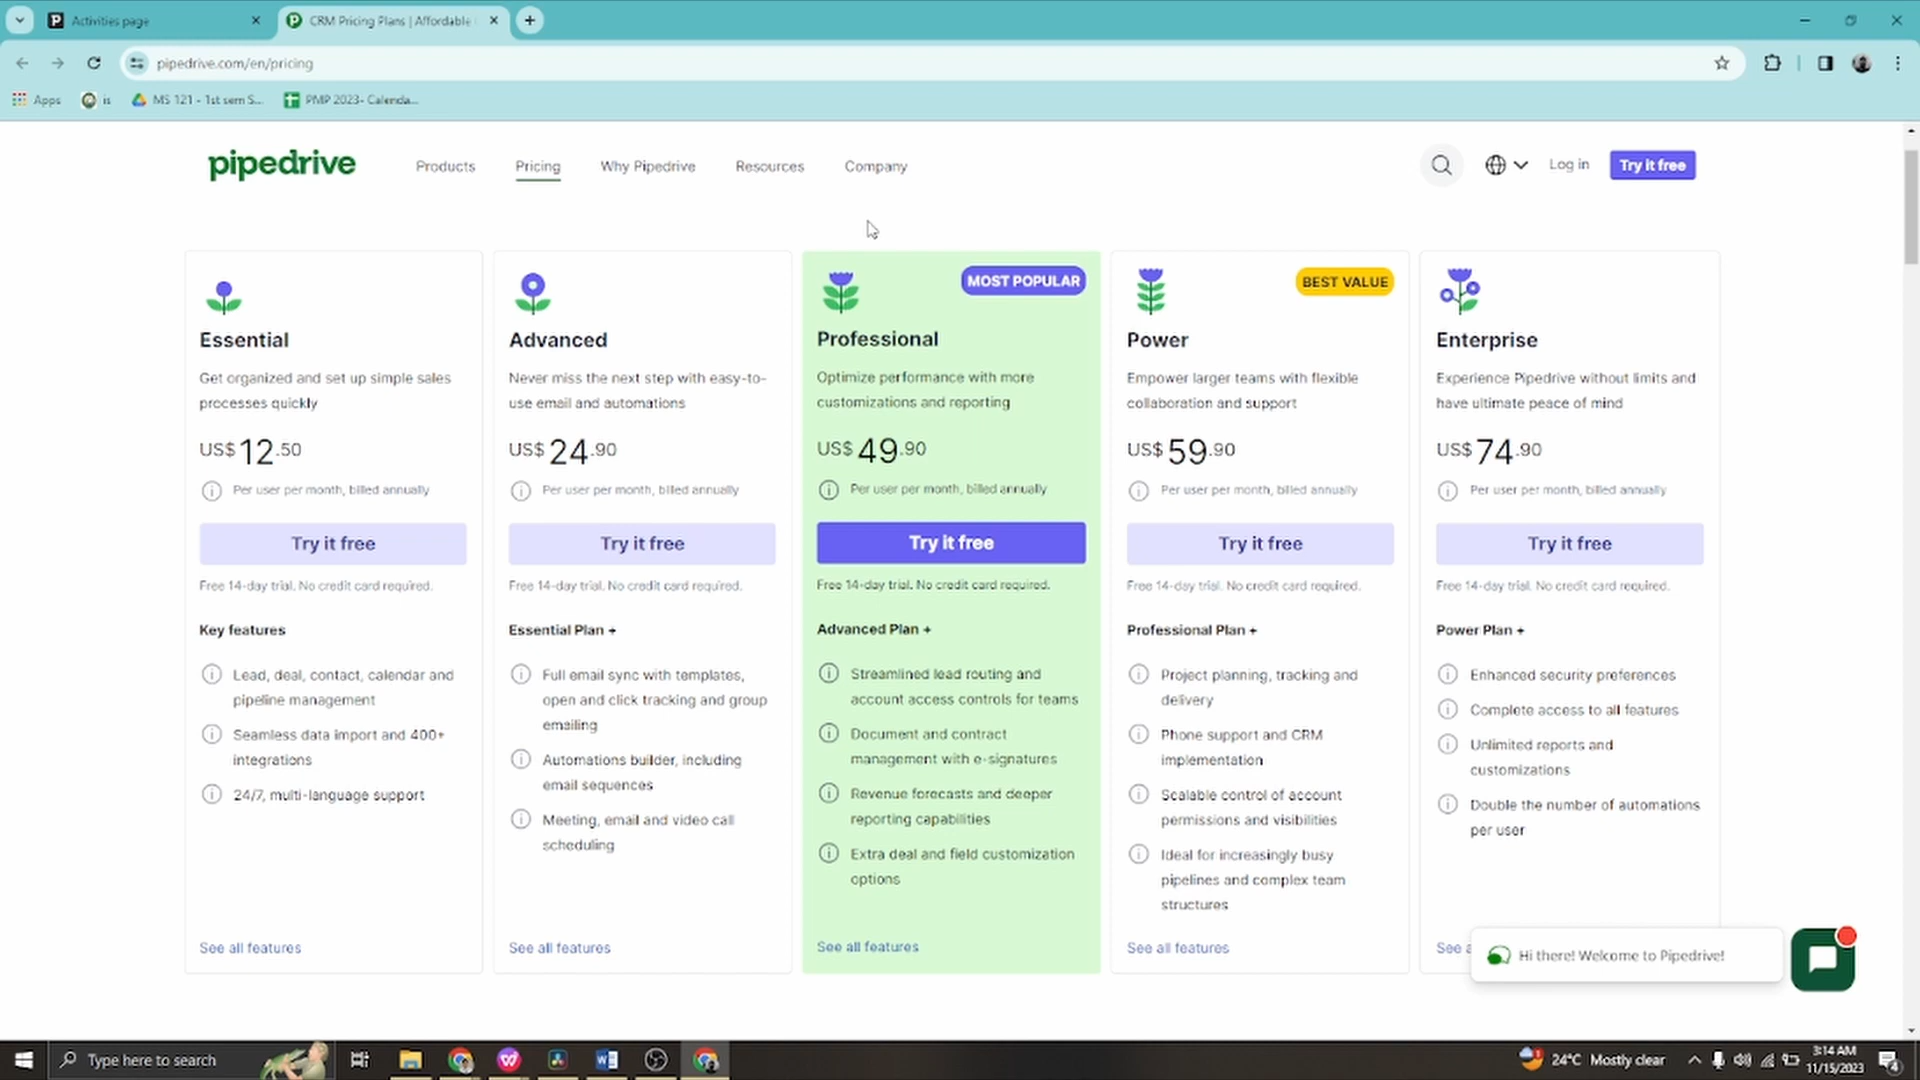 Activities page
CRM Pricing Plans | Affordable
pipedrive.com/en/pricing
Apps
is
MS 121 - 1st sem S...
PMP 2023- Calenda...
pipedrive
Products
Pricing
Why Pipedrive
Resources
Company
Log in
Try it free
Essential
Get organized and set up simple sales
processes quickly
US$ 12.50
Per user per month, billed annually
Try it free
Free 14-day trial. No credit card required.
Key features
Lead, deal, contact, calendar and
pipeline management
Seamless data import and 400+
integrations
24/7, multi-language support
See all features
Advanced
Never miss the next step with easy-to-
use email and automations
US$ 24.90
Per user per month, billed annually
Try it free
Free 14-day trial. No credit card required.
Essential Plan +
Full email sync with templates,
open and click tracking and group
emailing
Automations builder, including
email sequences
Meeting, email and video call
scheduling
See all features
MOST POPULAR
Professional
Optimize performance with more
customizations and reporting
US$ 49.90
Per user per month, billed annually
Try it free
Free 14-day trial. No credit card required.
Advanced Plan +
Streamlined lead routing and
account access controls for teams
Document and contract
management with e-signatures
Revenue forecasts and deeper
reporting capabilities
Extra deal and field customization
options
See all features
BEST VALUE
Power
Empower larger teams with flexible
collaboration and support
US$ 59.90
Per user per month, billed annually
Try it free
Free 14-day trial. No credit card required.
Professional Plan +
Project planning, tracking and
delivery
Phone support and CRM
implementation
Scalable control of account
permissions and visibilities
Ideal for increasingly busy
pipelines and complex team
structures
See all features
Enterprise
Experience Pipedrive without limits and
have ultimate peace of mind
US$ 74.90
Per user per month, billed annually
Try it free
Free 14-day trial. No credit card required.
Power Plan +
Enhanced security preferences
Complete access to all features
Unlimited reports and
customizations
Double the number of automations
per user
See a
Hi there! Welcome to Pipedrive!
Type here to search
24°C Mostly clear
3:14 AM
11/15/2023
4